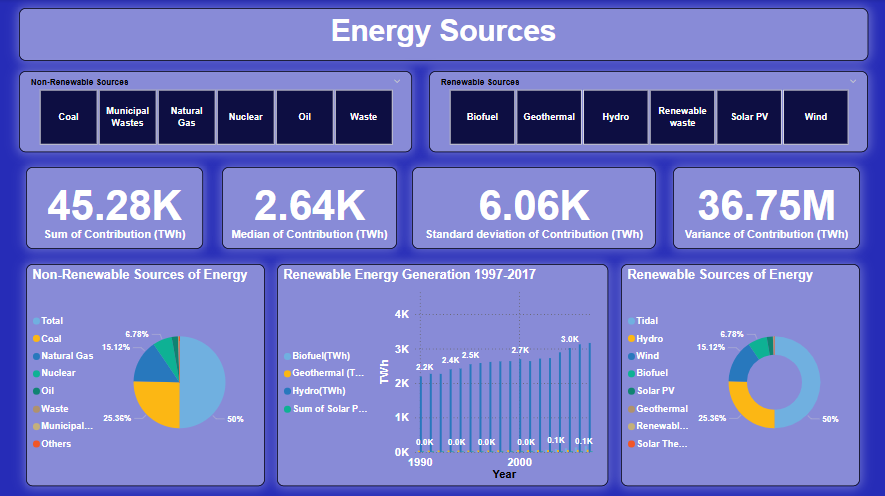 Energy Sources
Non-Renewable Sources
Coal
Municipal
Wastes
Natural
Gas
Nuclear
Oil
Waste
Renewable Sources
Biofuel
Geothermal
Hydro
Renewable
waste
Solar PV
Wind
45.28K
Sum of Contribution (TWh)
2.64K
Median of Contribution (TWh)
6.06K
Standard deviation of Contribution (TWh)
36.75M
Variance of Contribution (TWh)
Non-Renewable Sources of Energy
Total
Coal
Natural Gas
Nuclear
Oil
Waste
Municipal...
Others
6.78%
15.12%
25.36%
50%
Renewable Energy Generation 1997-2017
Biofuel(TWh)
Geothermal (T...
Hydro(TWh)
Sum of Solar P...
TWh
4K
3K
2K
1K
0K
2.2K
2.4K
2.5K
2.7K
3.0K
0.0K
0.0K
0.0K
0.0K
0.1K
0.1K
1990
2000
Year
Renewable Sources of Energy
Tidal
Hydro
Wind
Biofuel
Solar PV
Geothermal
Renewabl...
Solar The...
6.78%
15.12%
25.36%
50%